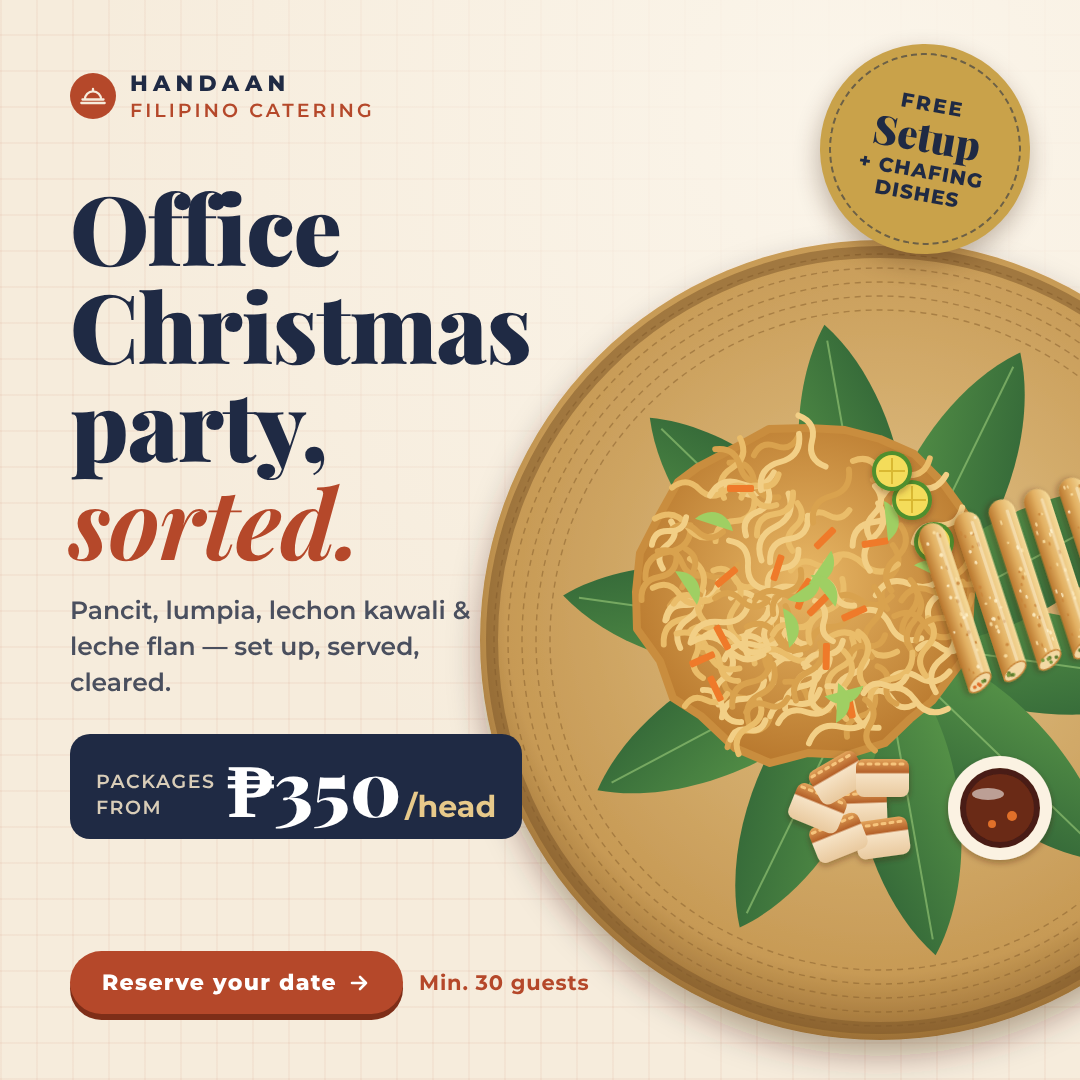 HANDAAN
FILIPINO CATERING
FREE
Setup
+ CHAFING
DISHES
Office
Christmas
party,
sorted.
Pancit, lumpia, lechon kawali &
leche flan — set up, served,
cleared.
PACKAGES
FROM
₱350/head
Reserve your date →
Min. 30 guests